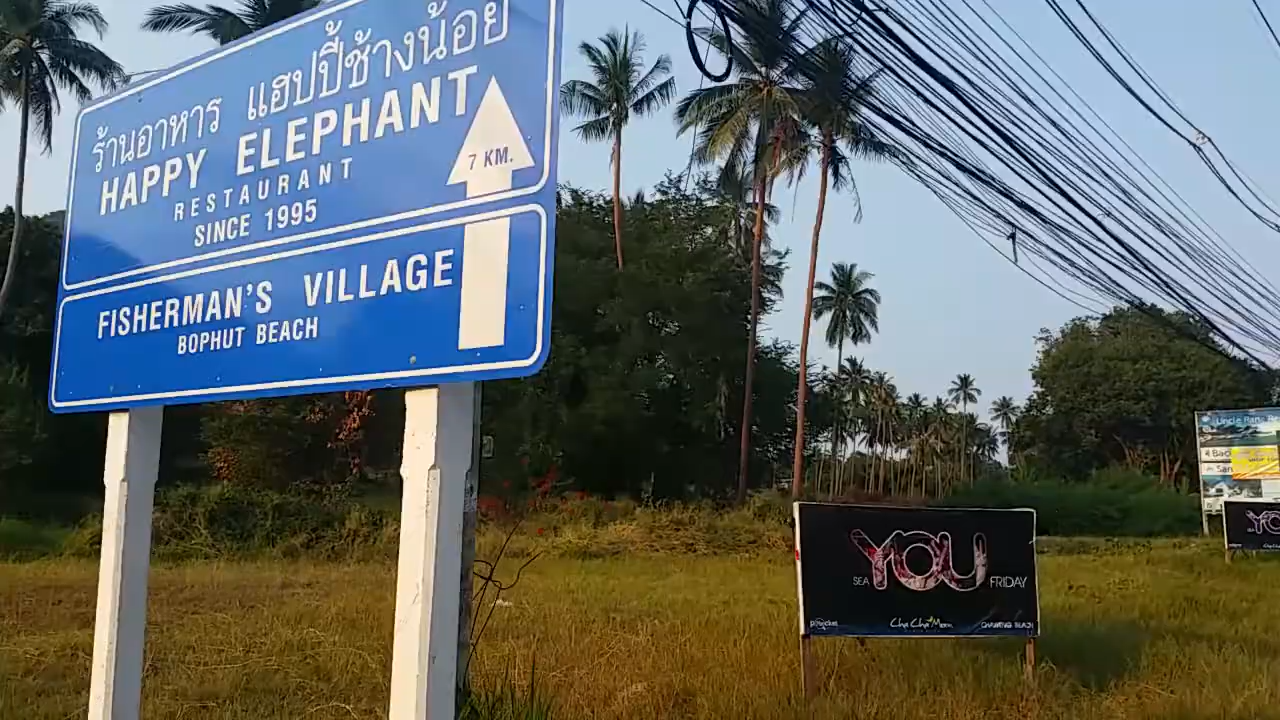 ร้านอาหาร แฮปปี้ช้างน้อย
HAPPY ELEPHANT
RESTAURANT
SINCE 1995
7 KM.
FISHERMAN'S VILLAGE
BOPHUT BEACH
YOU
SEA FRIDAY
Cha Cha Moon
CHAWENG BEACH
Uncle